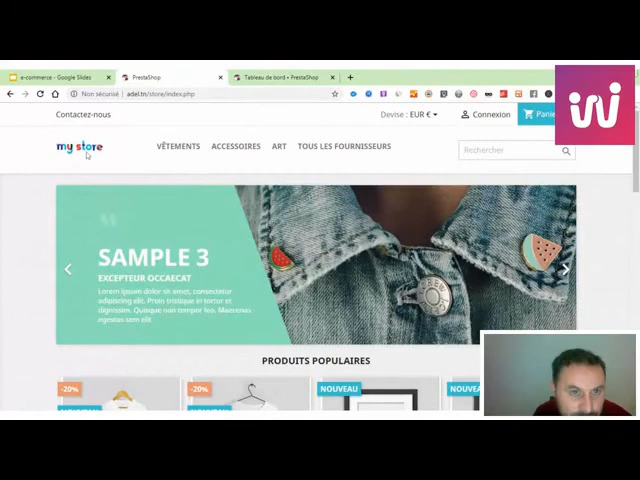 e-commerce - Google Slides
PrestaShop
Tableau de bord • PrestaShop
Non sécurisé
adel.tn/store/index.php
Contactez-nous
Devise : EUR €
Connexion
Panie
my store
VÊTEMENTS
ACCESSOIRES
ART
TOUS LES FOURNISSEURS
Rechercher
SAMPLE 3
EXCEPTEUR OCCAECAT
Lorem ipsum dolor sit amet, consectetur
adipiscing elit. Proin tristique in tortor et
dignissim. Quisque non tempor leo. Maecenas
egestas sem elit
PRODUITS POPULAIRES
-20%
-20%
NOUVEAU
NOUV